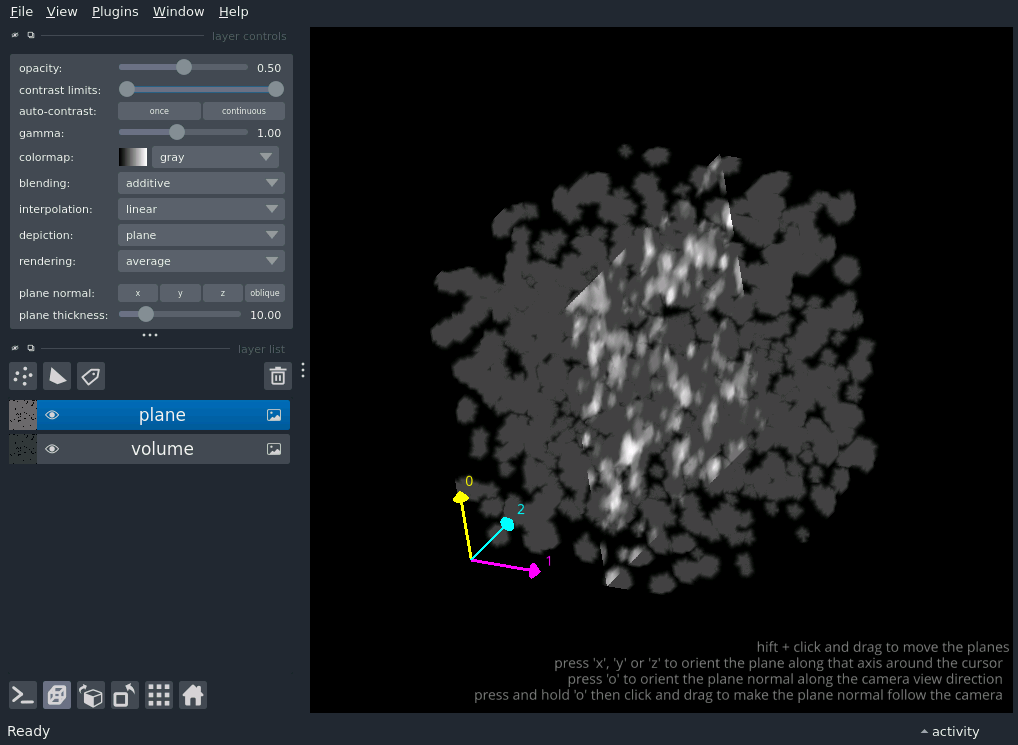 File View Plugins Window Help
layer controls
opacity: 0.50
contrast limits:
auto-contrast: once continuous
gamma: 1.00
colormap: gray
blending: additive
interpolation: linear
depiction: plane
rendering: average
plane normal: x y z oblique
plane thickness: 10.00
layer list
plane
volume
0
2
1
hift + click and drag to move the planes
press 'x', 'y' or 'z' to orient the plane along that axis around the cursor
press 'o' to orient the plane normal along the camera view direction
press and hold 'o' then click and drag to make the plane normal follow the camera
Ready activity